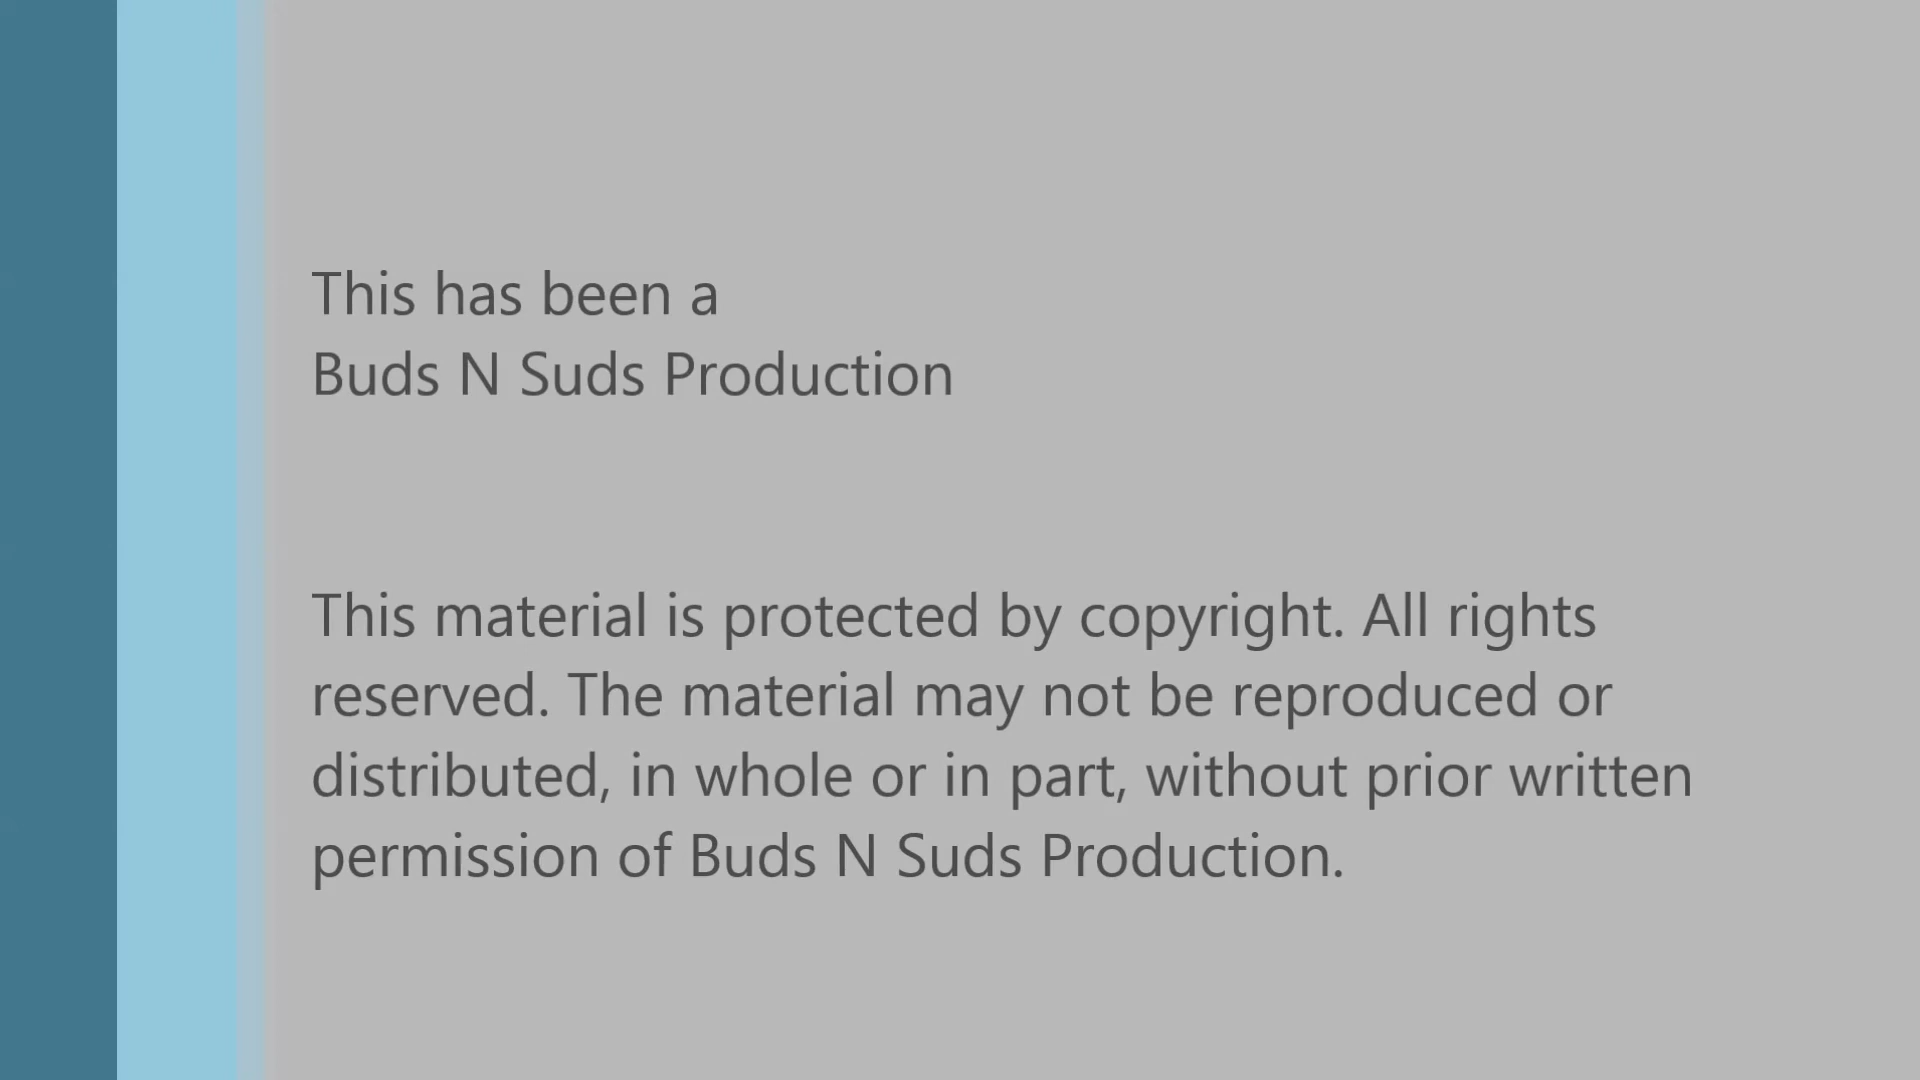 This has been a
Buds N Suds Production
This material is protected by copyright. All rights
reserved. The material may not be reproduced or
distributed, in whole or in part, without prior written
permission of Buds N Suds Production.